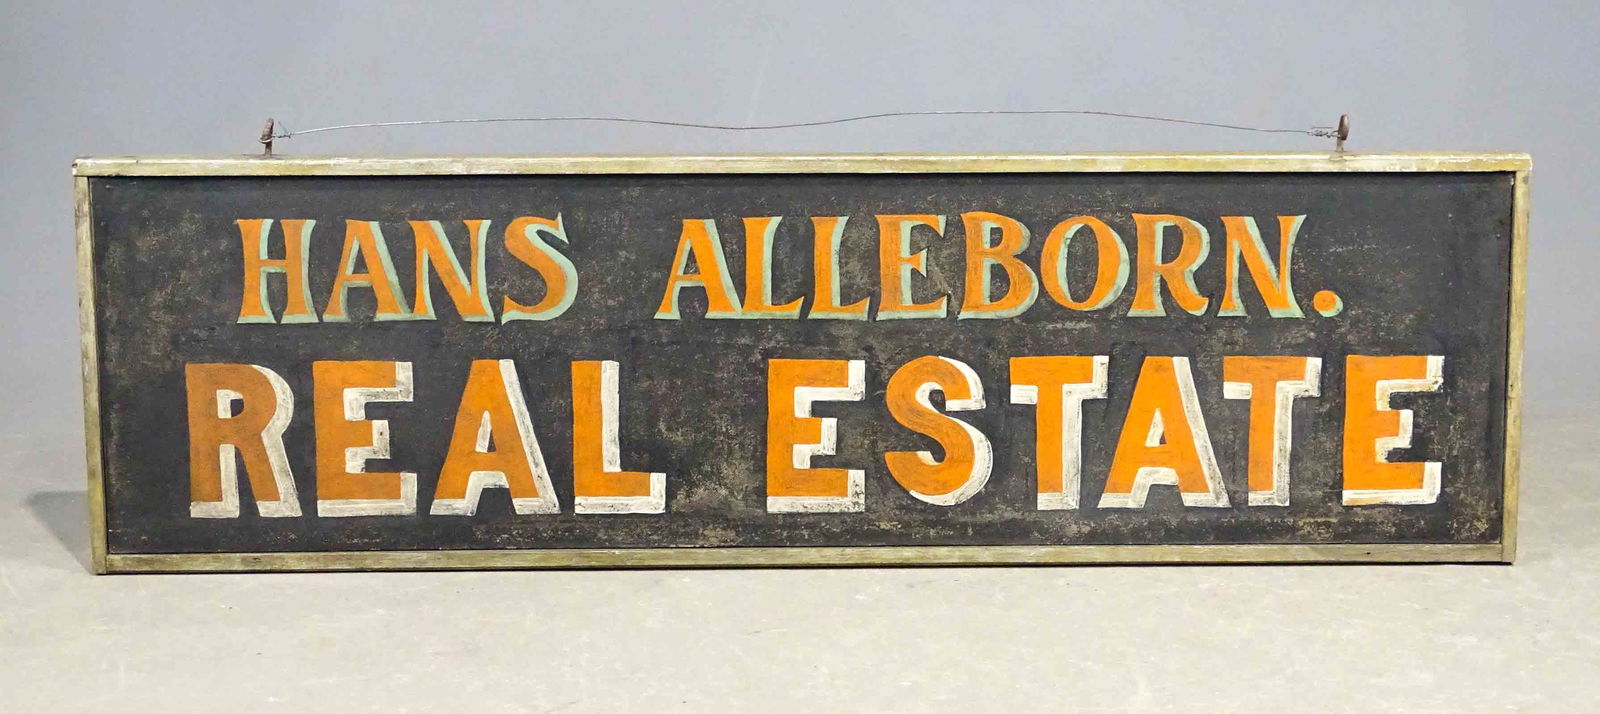 HANS ALLEBORN.
REAL ESTATE